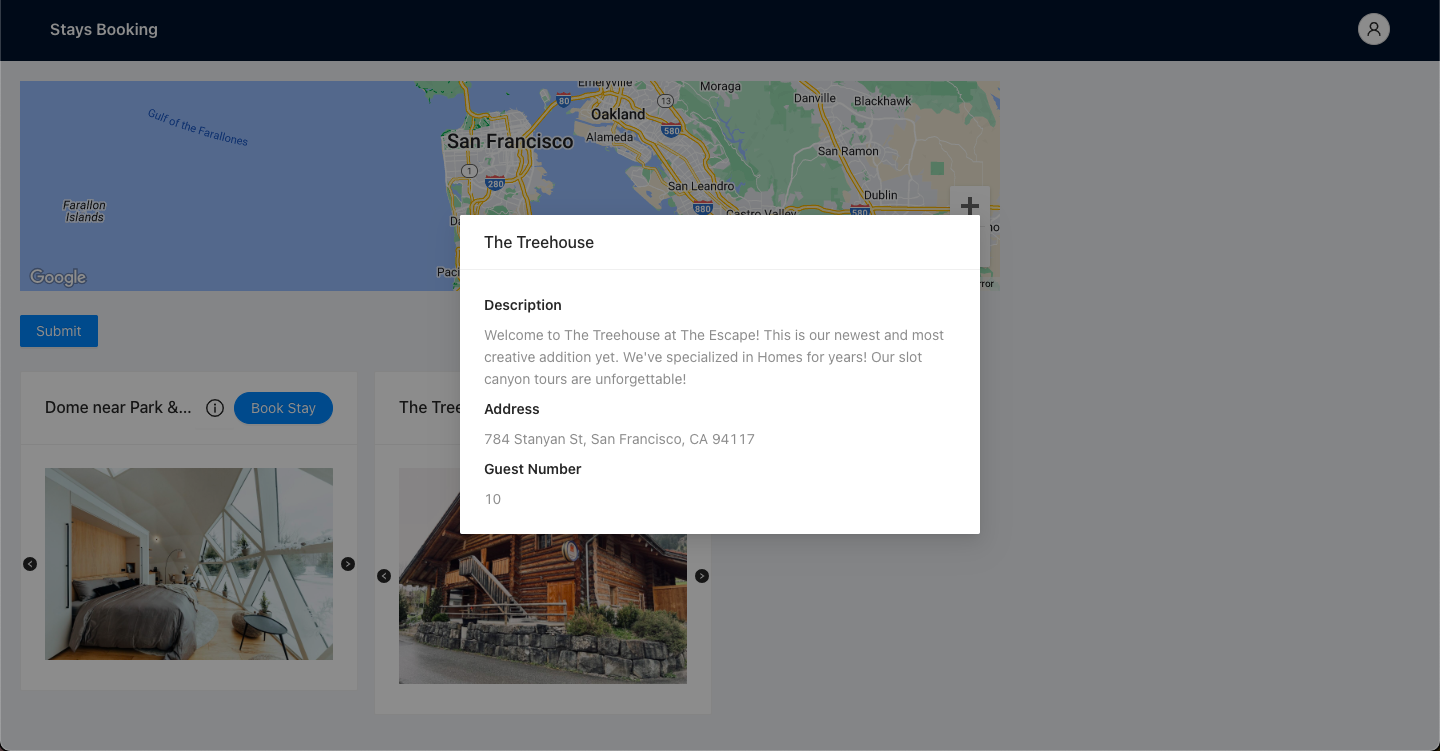 Stays Booking
Emeryville
Moraga
80
13
Danville
Blackhawk
Gulf of the Farallones
Oakland
580
San Francisco
Alameda
San Ramon
1
280
San Leandro
Dublin
Farallon
Islands
880
Castro Valley
580
Google
Submit
The Treehouse
Description
Welcome to The Treehouse at The Escape! This is our newest and most
creative addition yet. We've specialized in Homes for years! Our slot
canyon tours are unforgettable!
Address
784 Stanyan St, San Francisco, CA 94117
Guest Number
10
Dome near Park &...
Book Stay
The Tree